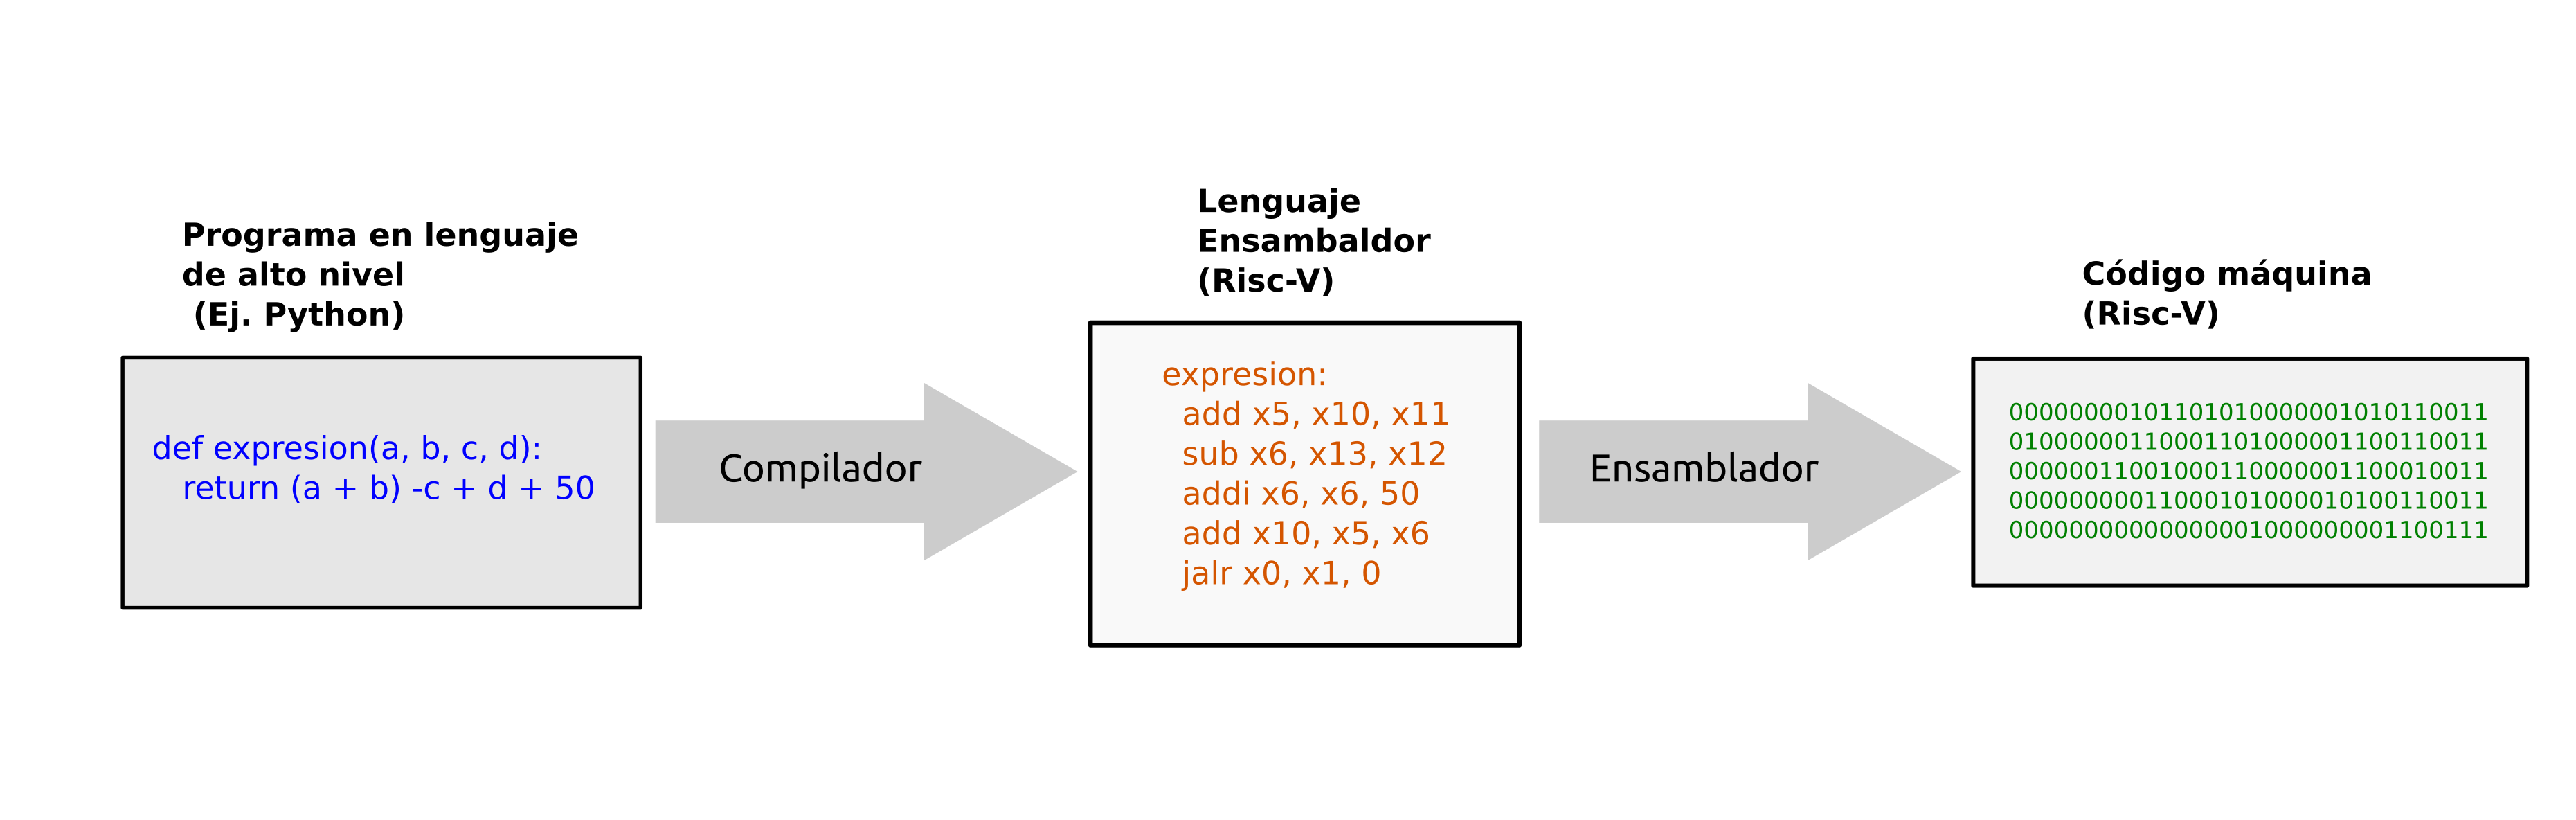 Programa en lenguaje
de alto nivel
(Ej. Python)
def expresion(a, b, c, d):
return (a + b) -c + d + 50
Compilador
Lenguaje
Ensambaldor
(Risc-V)
expresion:
add x5, x10, x11
sub x6, x13, x12
addi x6, x6, 50
add x10, x5, x6
jalr x0, x1, 0
Ensamblador
Código máquina
(Risc-V)
00000000101101010000001010110011
01000000110001101000001100110011
00000011001000110000001100010011
00000000011000101000010100110011
00000000000000001000000001100111